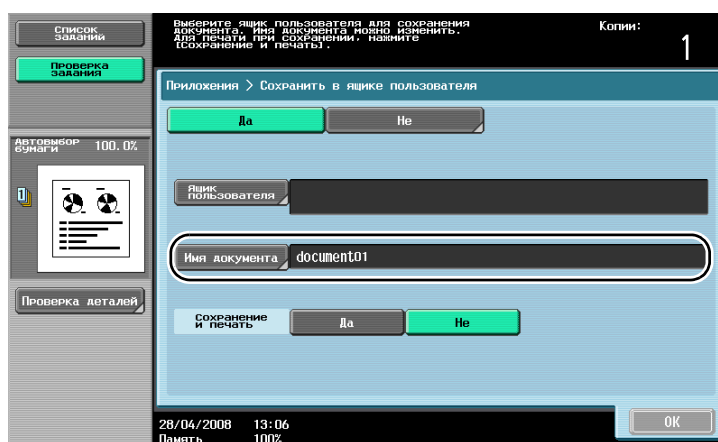 Список
заданий
Проверка
задания
Выберите ящик пользователя для сохранения
документа. Имя документа можно изменить.
Для печати при сохранении, нажмите
[Сохранение и печать].
Копии:
1
Приложения > Сохранить в ящике пользователя
Да
Не
Автовыбор
бумаги
100.0%
1
Ящик
пользователя
Имя документа
document01
Проверка деталей
Сохранение
и печать
Да
Не
28/04/2008 13:06
Память 100%
OK